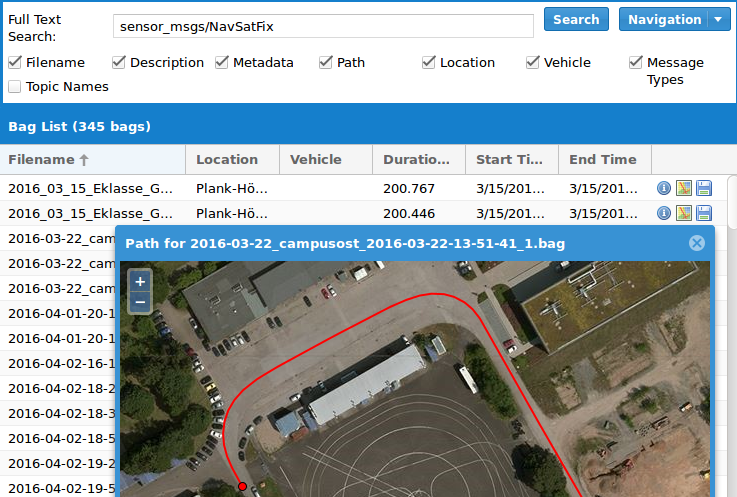 Full Text Search:
sensor_msgs/NavSatFix
Search
Navigation
Filename
Description
Metadata
Path
Location
Vehicle
Message Types
Topic Names
Bag List (345 bags)
Filename Location Vehicle Duratio... Start Ti... End Time
2016_03_15_Eklasse_G... Plank-Hö... 200.767 3/15/201... 3/15/201...
2016_03_15_Eklasse_G... Plank-Hö... 200.446 3/15/201... 3/15/201...
Path for 2016-03-22_campusost_2016-03-22-13-51-41_1.bag
+
−
2016-03-22_cam
2016-03-22_cam
2016-03-22_cam
2016-04-01-20-1
2016-04-01-20-1
2016-04-02-16-1
2016-04-02-18-2
2016-04-02-18-3
2016-04-02-18-5
2016-04-02-19-2
2016-04-02-19-5